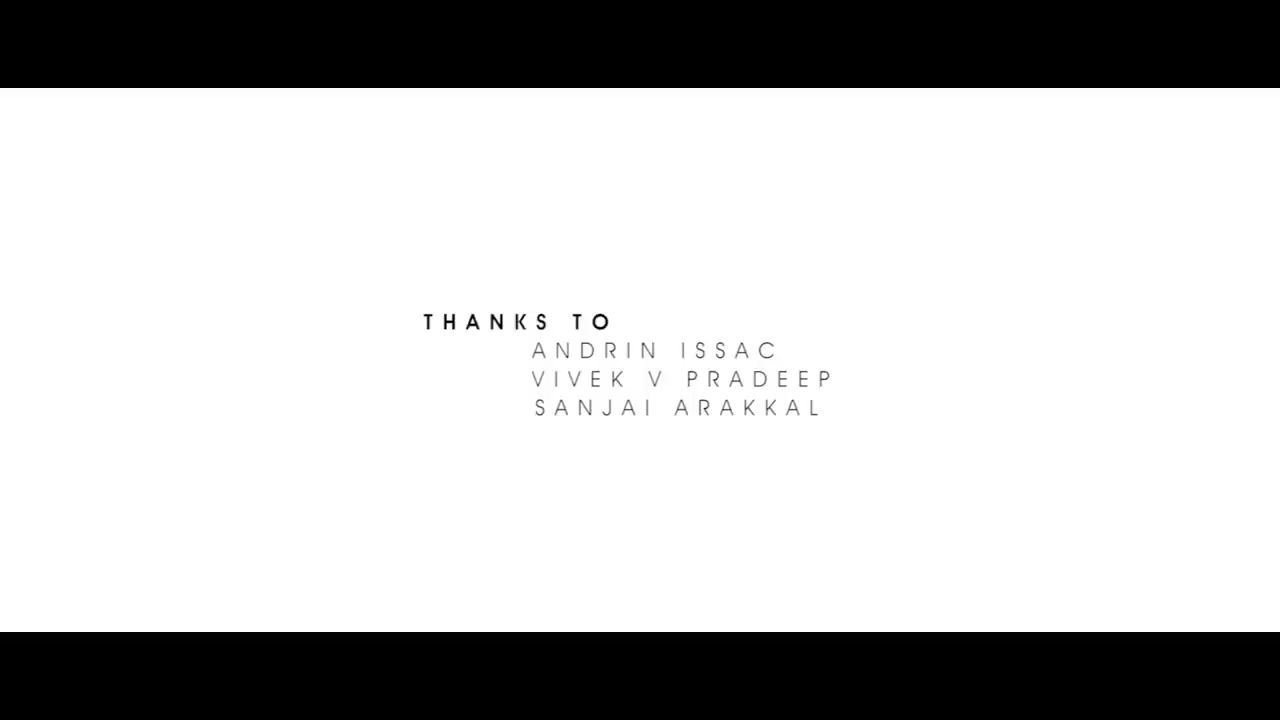 THANKS TO
ANDRIN ISSAC
VIVEK V PRADEEP
SANJAI ARAKKAL